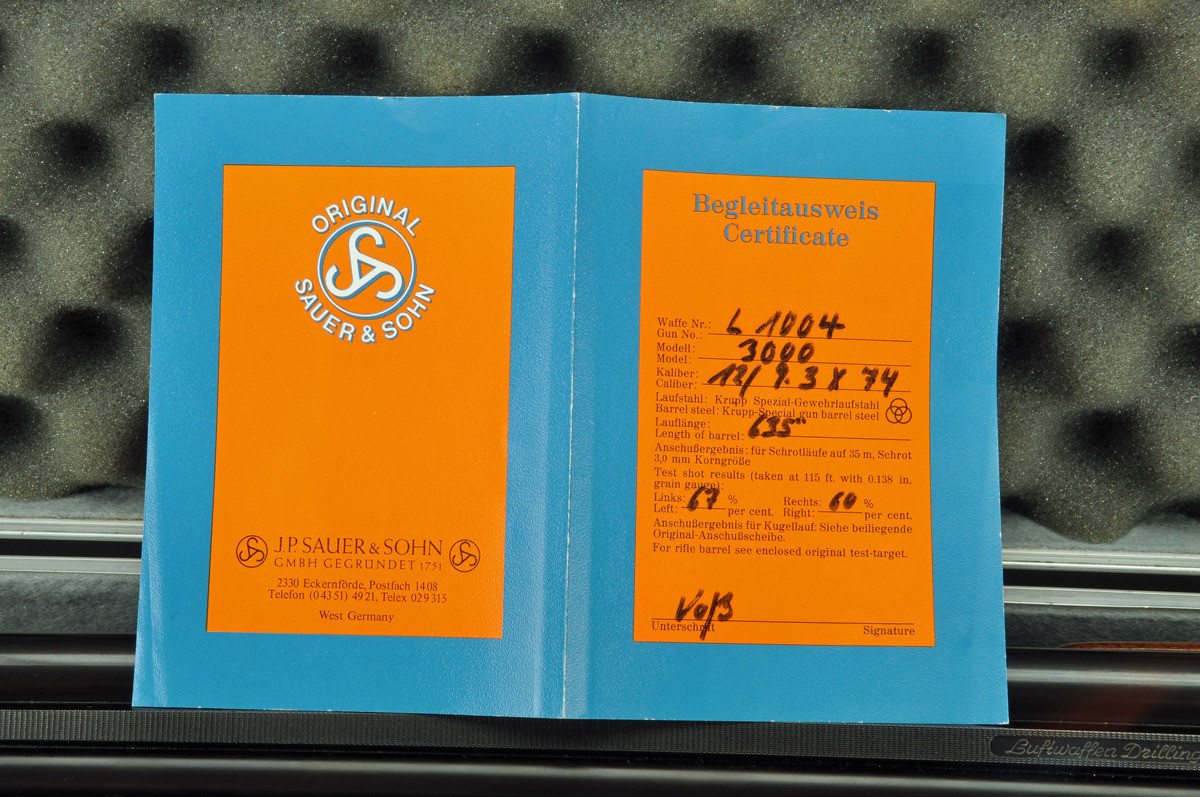 ORIGINAL
SAUER & SOHN
J.P. SAUER & SOHN
GMBH GEGRÜNDET 1751
2330 Eckernförde, Postfach 1408
Telefon (04351) 4921, Telex 029315
West Germany
Begleitausweis
Certificate
Waffe Nr.:
Gun No.: L 1004
Modell:
Model: 3000
Kaliber:
Caliber: 12/ 9.3 X 74
Laufstahl: Krupp Spezial-Gewehrlaufstahl
Barrel steel: Krupp-Special gun barrel steel
Lauflänge:
Length of barrel: 635
Anschußergebnis: für Schrotläufe auf 35 m, Schrot
3,0 mm Korngröße
Test shot results (taken at 115 ft. with 0.138 in.
grain gauge):
Links: 67 % Rechts: 60 %
Left: per cent. Right: per cent.
Anschußergebnis für Kugellauf: Siehe beiliegende
Original-Anschußscheibe.
For rifle barrel see enclosed original test-target.
Voß
Unterschrift Signature
Luftwaffen Drilling